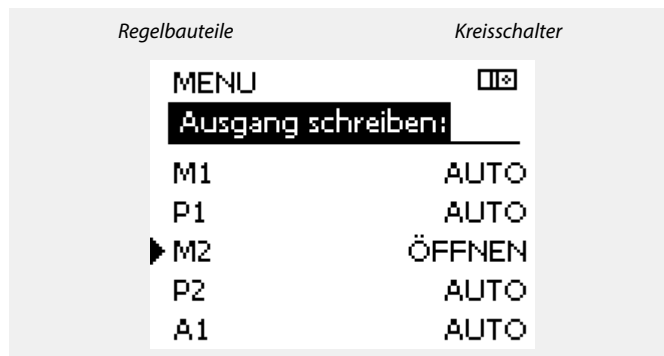 Regelbauteile Kreisschalter
MENU
Ausgang schreiben:
M1 AUTO
P1 AUTO
M2 ÖFFNEN
P2 AUTO
A1 AUTO